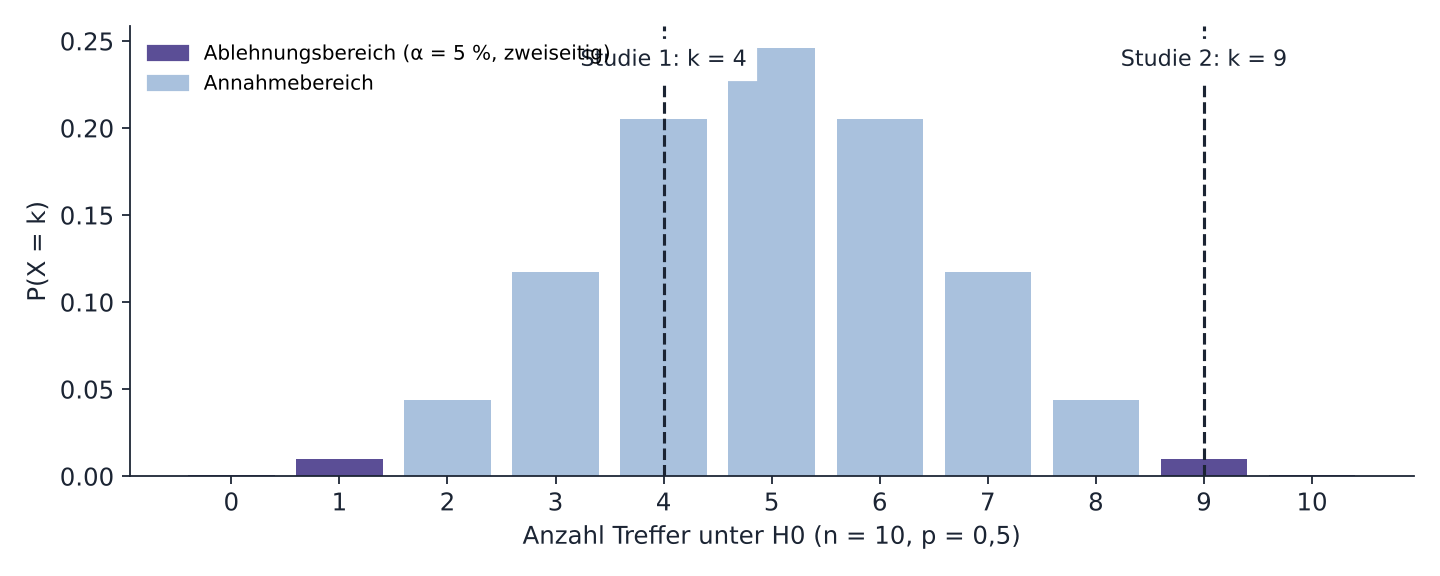 Ablehnungsbereich (α = 5 %, zweiseitig)
Annahmebereich
Studie 1: k = 4
Studie 2: k = 9
P(X = k)
0.25
0.20
0.15
0.10
0.05
0.00
0 1 2 3 4 5 6 7 8 9 10
Anzahl Treffer unter H0 (n = 10, p = 0,5)